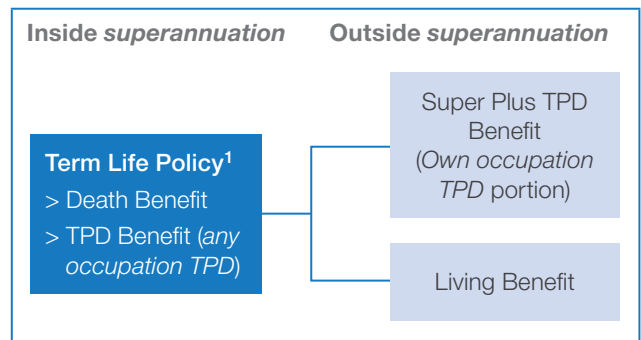 Inside superannuation
Outside superannuation
Term Life Policy1
> Death Benefit
> TPD Benefit (any
occupation TPD)
Super Plus TPD
Benefit
(Own occupation
TPD portion)
Living Benefit